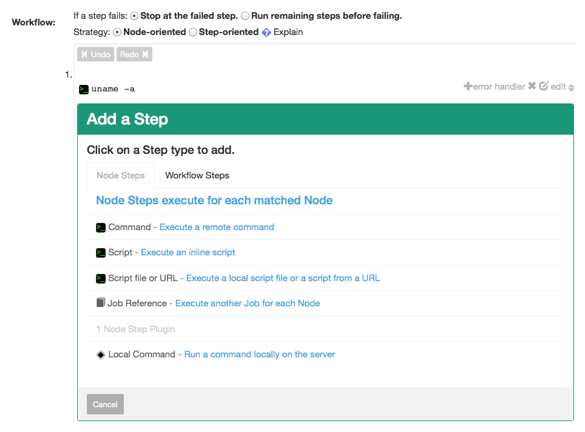 Workflow:
If a step fails: Stop at the failed step. Run remaining steps before failing.
Strategy: Node-oriented Step-oriented ? Explain
Undo Redo
1.
uname -a error handler edit
Add a Step
Click on a Step type to add.
Node Steps Workflow Steps
Node Steps execute for each matched Node
Command - Execute a remote command
Script - Execute an inline script
Script file or URL - Execute a local script file or a script from a URL
Job Reference - Execute another Job for each Node
1 Node Step Plugin
Local Command - Run a command locally on the server
Cancel